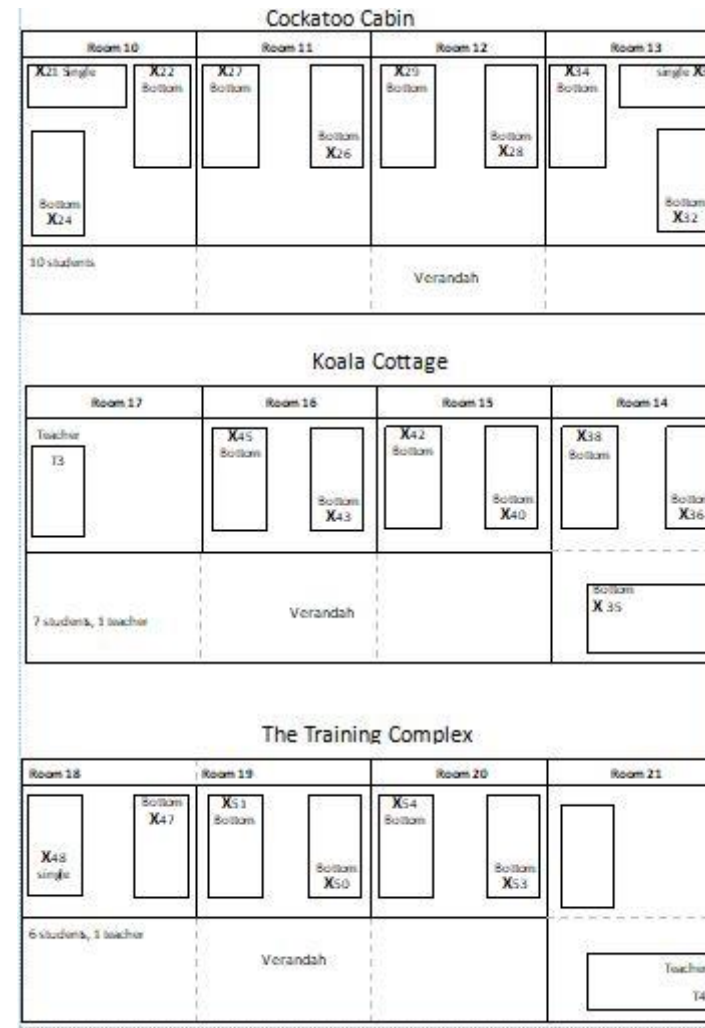 Cockatoo Cabin
Room 10 Room 11 Room 12 Room 13
X21 Single X22 X27 X29 X34 single
Bottom Bottom Bottom Bottom
Bottom Bottom
X26 X28
Bottom Bottom
X24 X32
10 students
Verandah
Koala Cottage
Room 17 Room 16 Room 15 Room 14
Teacher X45 X42 X38
T3 Bottom Bottom Bottom
Bottom Bottom Bottom
X43 X40 X36
Bottom
X 35
7 students, 1 teacher Verandah
The Training Complex
Room 18 Room 19 Room 20 Room 21
Bottom X51 X54
X47 Bottom Bottom
X48 Bottom Bottom
single X50 X53
6 students, 1 teacher
Verandah
Teacher
T4